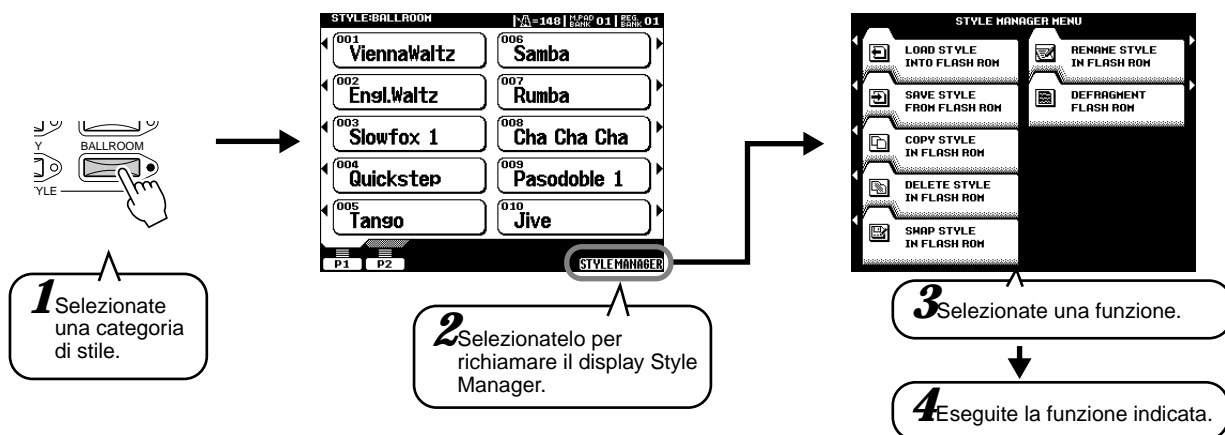 Y
BALLROOM
YLE
1 Selezionate
una categoria
di stile.
STYLE:BALLROOM
=148 M.PAD BANK 01 REG. BANK 01
001 ViennaWaltz
002 Engl.Waltz
003 Slowfox 1
004 Quickstep
005 Tango
006 Samba
007 Rumba
008 Cha Cha Cha
009 Pasodoble 1
010 Jive
P1 P2 STYLEMANAGER
2 Selezionatelo per
richiamare il display Style
Manager.
STYLE MANAGER MENU
LOAD STYLE
INTO FLASH ROM
SAVE STYLE
FROM FLASH ROM
COPY STYLE
IN FLASH ROM
DELETE STYLE
IN FLASH ROM
SWAP STYLE
IN FLASH ROM
RENAME STYLE
IN FLASH ROM
DEFRAGMENT
FLASH ROM
3 Selezionate una funzione.
4 Eseguite la funzione indicata.